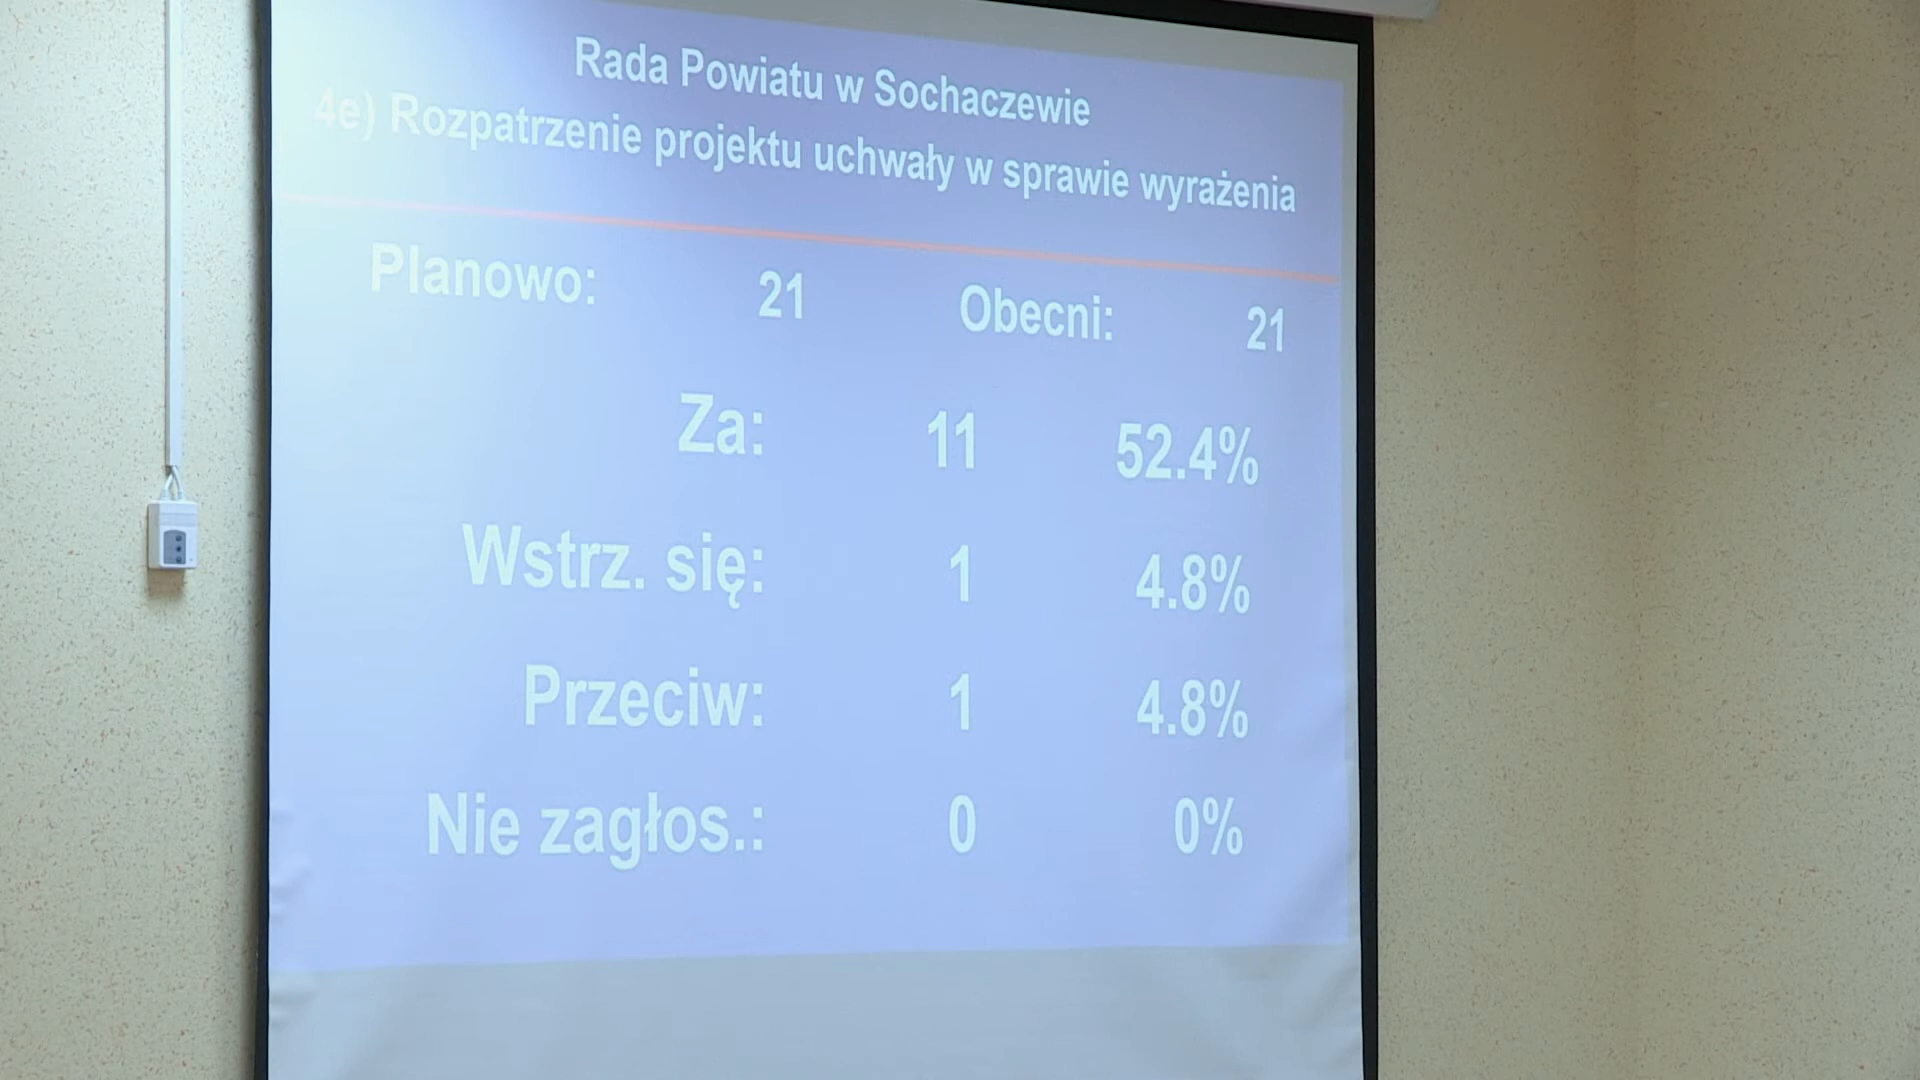 Rada Powiatu w Sochaczewie
4e) Rozpatrzenie projektu uchwały w sprawie wyrażenia
Planowo: 21 Obecni: 21
Za: 11 52.4%
Wstrz. się: 1 4.8%
Przeciw: 1 4.8%
Nie zagłos.: 0 0%